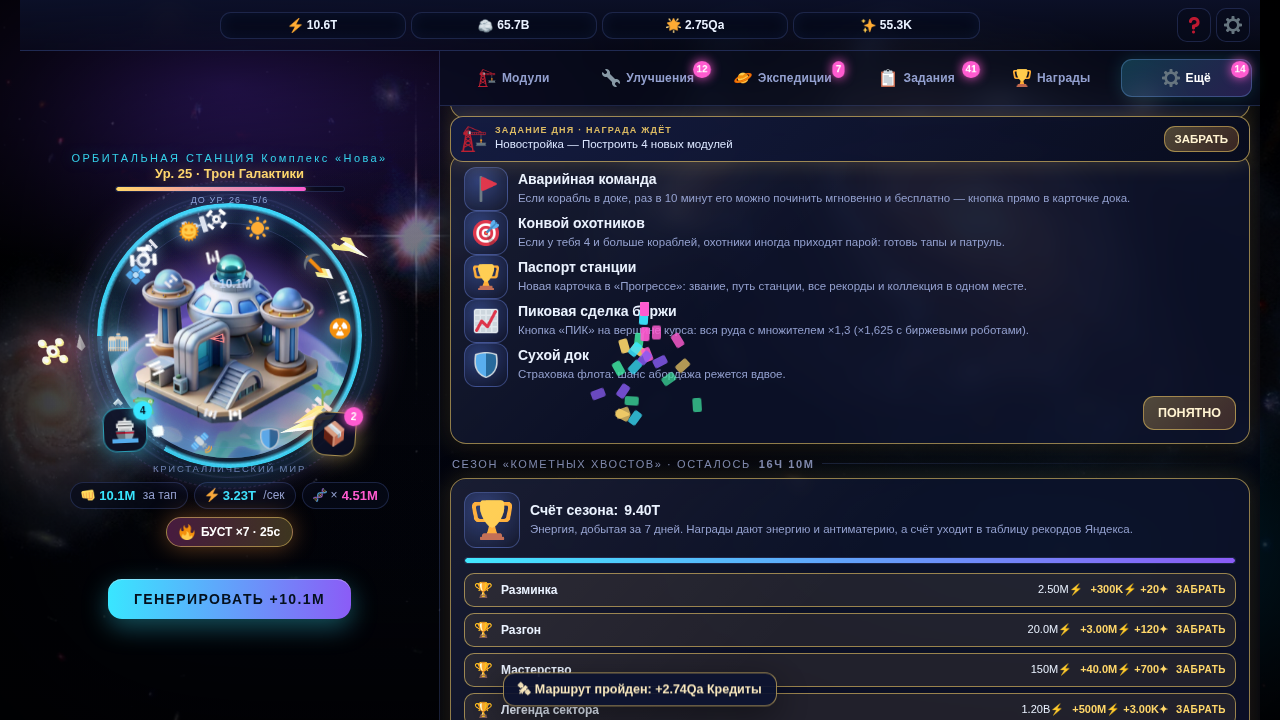 10.6T
65.7B
2.75Qa
55.3K
Модули
Улучшения
12
Экспедиции
7
Задания
41
Награды
Ещё
14
ОРБИТАЛЬНАЯ СТАНЦИЯ Комплекс «Нова»
Ур. 25 · Трон Галактики
ДО УР. 26 · 5/6
+10.1M
4
2
КРИСТАЛЛИЧЕСКИЙ МИР
10.1M за тап
3.23T /сек
× 4.51M
БУСТ ×7 · 25с
ГЕНЕРИРОВАТЬ +10.1M
ЗАДАНИЕ ДНЯ · НАГРАДА ЖДЁТ
Новостройка — Построить 4 новых модулей
ЗАБРАТЬ
Аварийная команда
Если корабль в доке, раз в 10 минут его можно починить мгновенно и бесплатно — кнопка прямо в карточке дока.
Конвой охотников
Если у тебя 4 и больше кораблей, охотники иногда приходят парой: готовь тапы и патруль.
Паспорт станции
Новая карточка в «Прогрессе»: звание, путь станции, все рекорды и коллекция в одном месте.
Пиковая сделка биржи
Кнопка «ПИК» на вершине курса: вся руда с множителем ×1,3 (×1,625 с биржевыми роботами).
Сухой док
Страховка флота: шанс абордажа режется вдвое.
ПОНЯТНО
СЕЗОН «КОМЕТНЫХ ХВОСТОВ» · ОСТАЛОСЬ 16Ч 10М
Счёт сезона: 9.40T
Энергия, добытая за 7 дней. Награды дают энергию и антиматерию, а счёт уходит в таблицу рекордов Яндекса.
Разминка
2.50M⚡ +300K⚡ +20✦ ЗАБРАТЬ
Разгон
20.0M⚡ +3.00M⚡ +120✦ ЗАБРАТЬ
Мастерство
150M⚡ +40.0M⚡ +700✦ ЗАБРАТЬ
Маршрут пройден: +2.74Qa Кредиты
Легенда сектора
1.20B⚡ +500M⚡ +3.00K✦ ЗАБРАТЬ